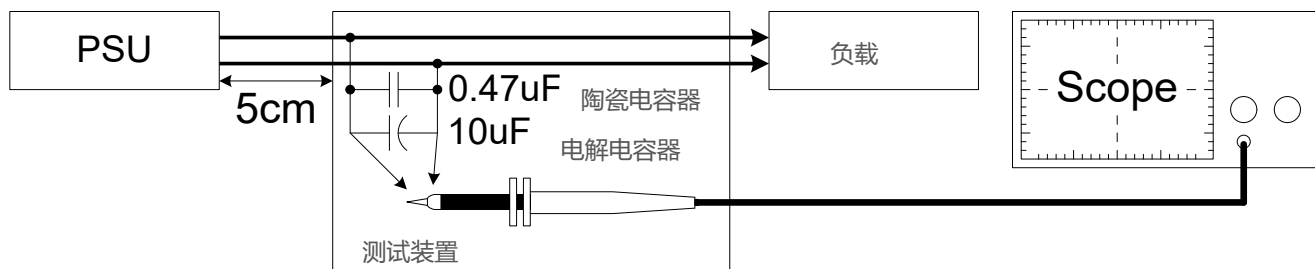 PSU
负载
Scope
5cm
0.47uF 陶瓷电容器
10uF
电解电容器
测试装置